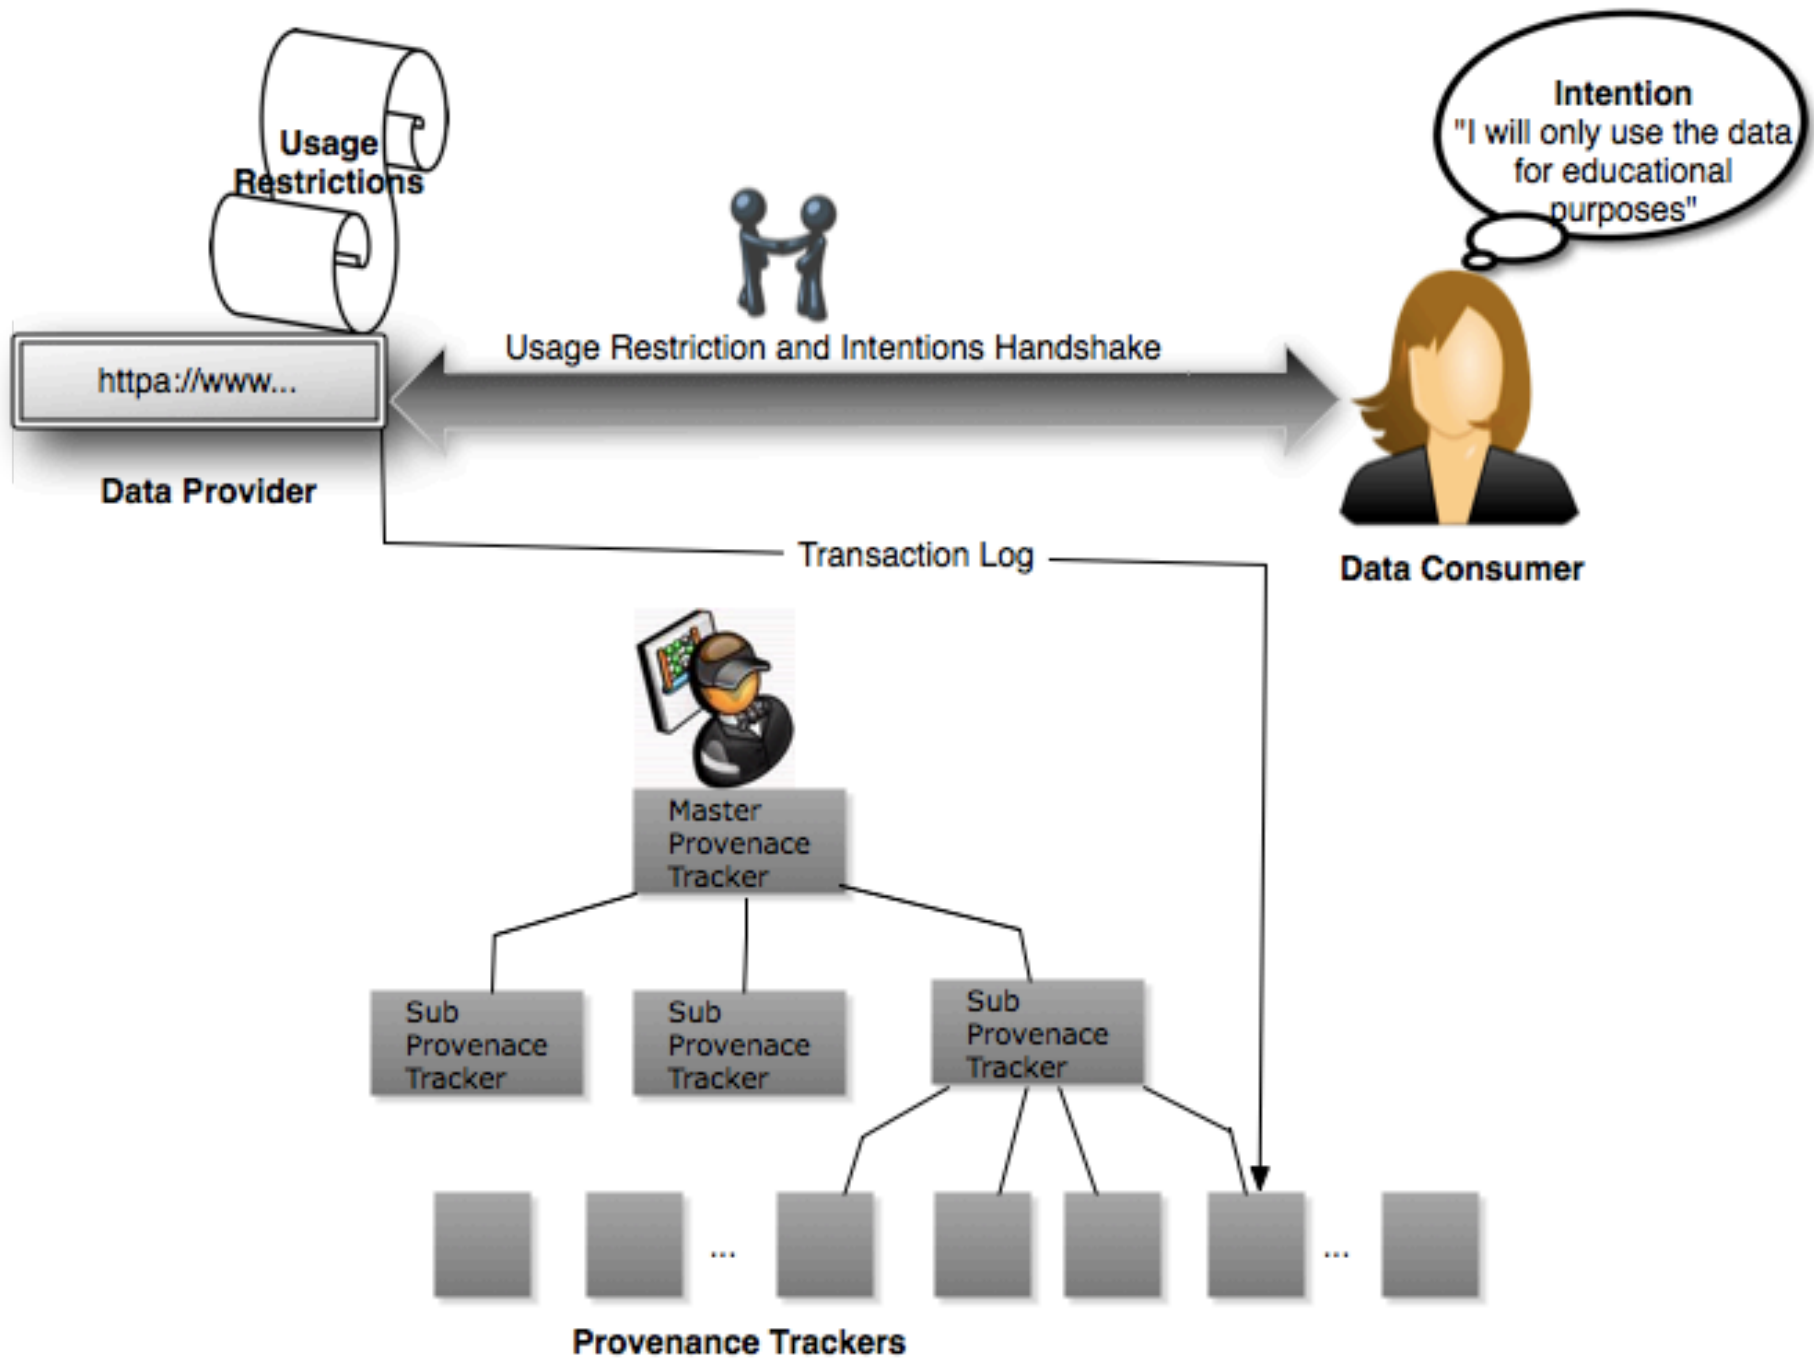 Usage
Restrictions
Intention
"I will only use the data
for educational
purposes"
Usage Restriction and Intentions Handshake
httpa://www...
Data Provider
Transaction Log
Data Consumer
Master
Provenace
Tracker
Sub
Provenace
Tracker
Sub
Provenace
Tracker
Sub
Provenace
Tracker
...
...
Provenance Trackers